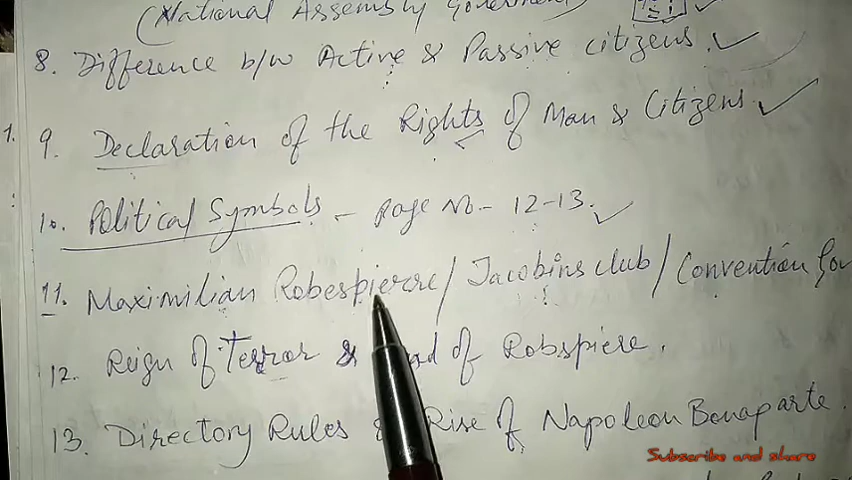 (National Assembly Government)
8. Difference b/w Active & Passive citizens.
1. 9. Declaration of the Rights of Man & Citizens
10. Political Symbols - Page No- 12-13.
11. Maximilian Robespierre/Jacobins club/Convention Gov
12. Reign of Terror & of Robspiere.
13. Directory Rules & Rise of Napoleon Bonaparte.
Subscribe and share